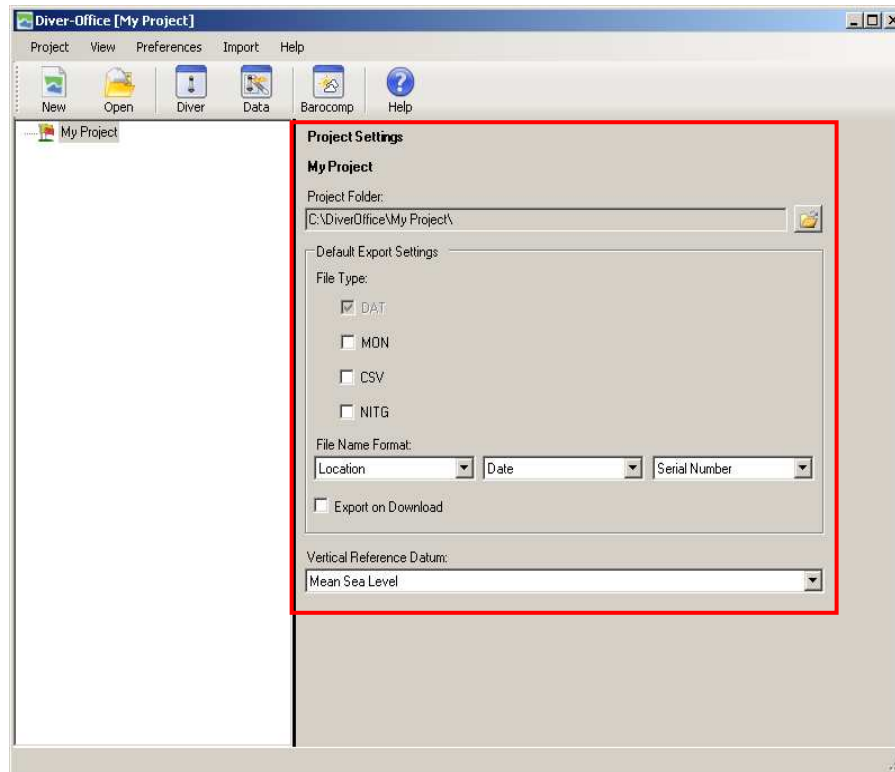 Diver-Office [My Project]
Project View Preferences Import Help
New Open Diver Data Barocomp Help
My Project
Project Settings
My Project
Project Folder:
C:\DiverOffice\My Project\
Default Export Settings
File Type:
DAT
MON
CSV
NITG
File Name Format:
Location Date Serial Number
Export on Download
Vertical Reference Datum:
Mean Sea Level